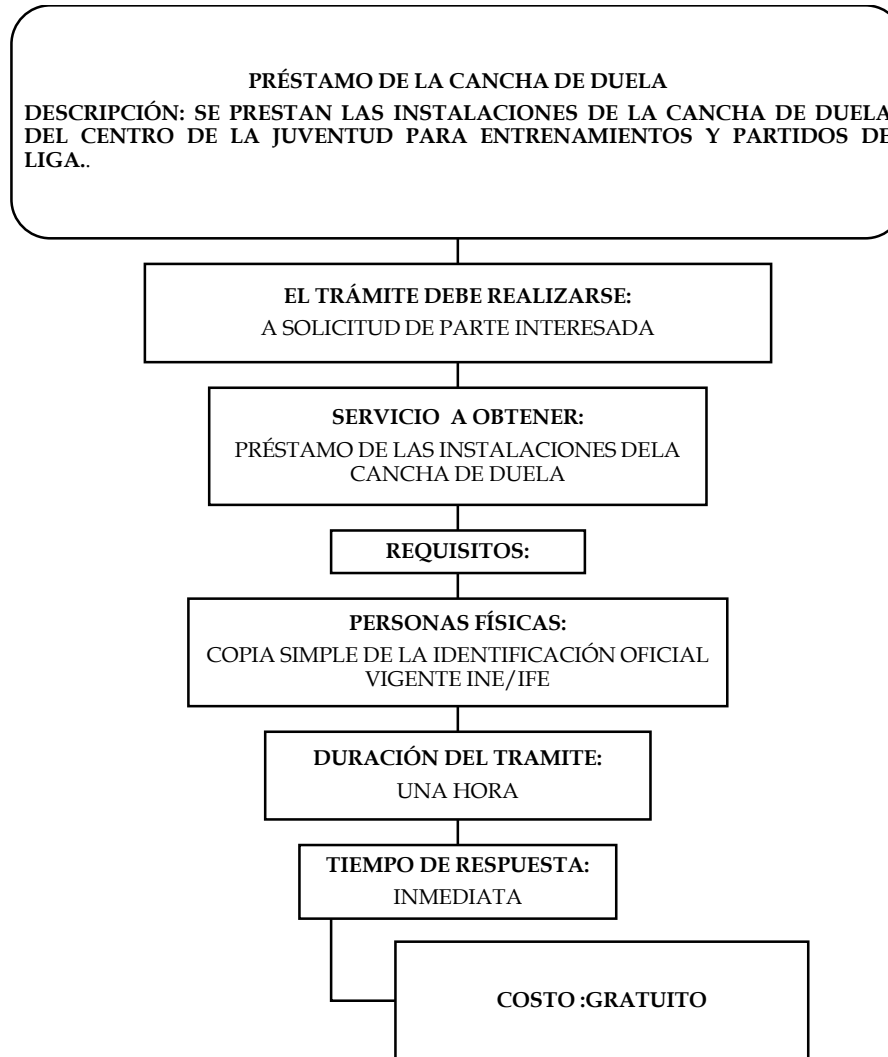 PRÉSTAMO DE LA CANCHA DE DUELA
DESCRIPCIÓN: SE PRESTAN LAS INSTALACIONES DE LA CANCHA DE DUELA
DEL CENTRO DE LA JUVENTUD PARA ENTRENAMIENTOS Y PARTIDOS DE
LIGA..
EL TRÁMITE DEBE REALIZARSE:
A SOLICITUD DE PARTE INTERESADA
SERVICIO A OBTENER:
PRÉSTAMO DE LAS INSTALACIONES DELA
CANCHA DE DUELA
REQUISITOS:
PERSONAS FÍSICAS:
COPIA SIMPLE DE LA IDENTIFICACIÓN OFICIAL
VIGENTE INE/IFE
DURACIÓN DEL TRAMITE:
UNA HORA
TIEMPO DE RESPUESTA:
INMEDIATA
COSTO :GRATUITO